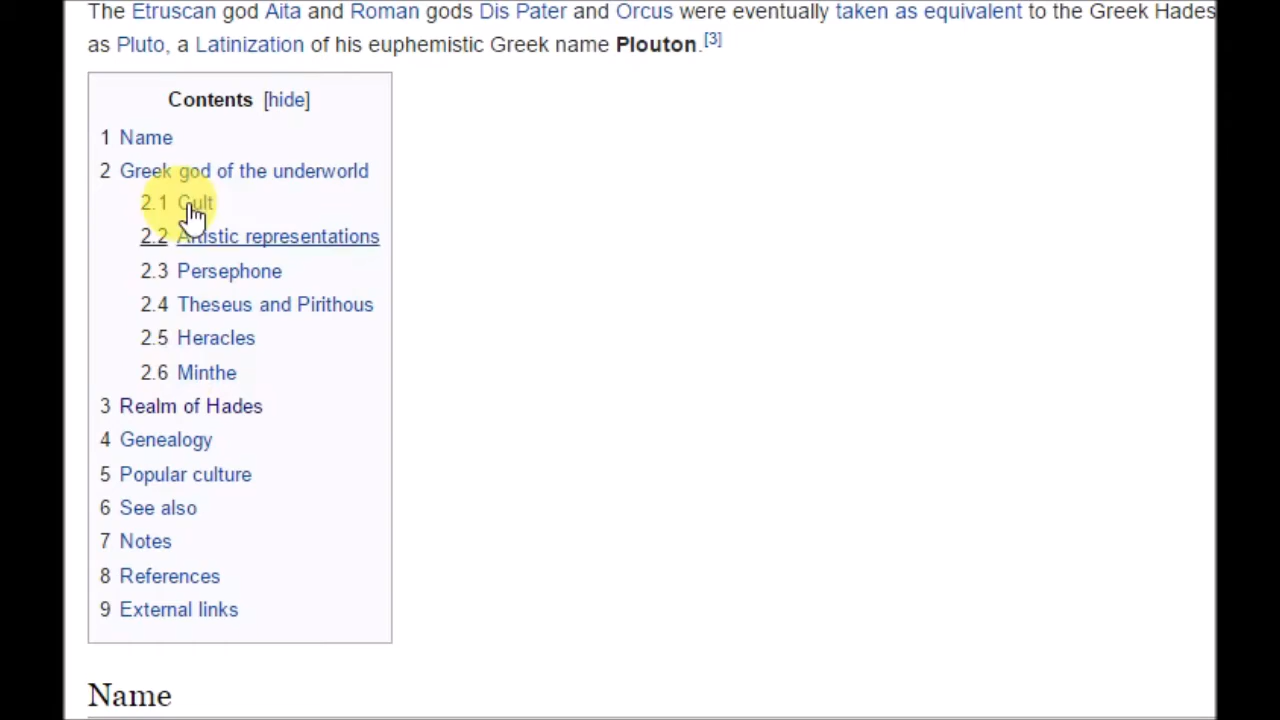 The Etruscan god Aita and Roman gods Dis Pater and Orcus were eventually taken as equivalent to the Greek Hades
as Pluto, a Latinization of his euphemistic Greek name Plouton.[3]
Contents [hide]
1 Name
2 Greek god of the underworld
2.1 Cult
2.2 Artistic representations
2.3 Persephone
2.4 Theseus and Pirithous
2.5 Heracles
2.6 Minthe
3 Realm of Hades
4 Genealogy
5 Popular culture
6 See also
7 Notes
8 References
9 External links
Name